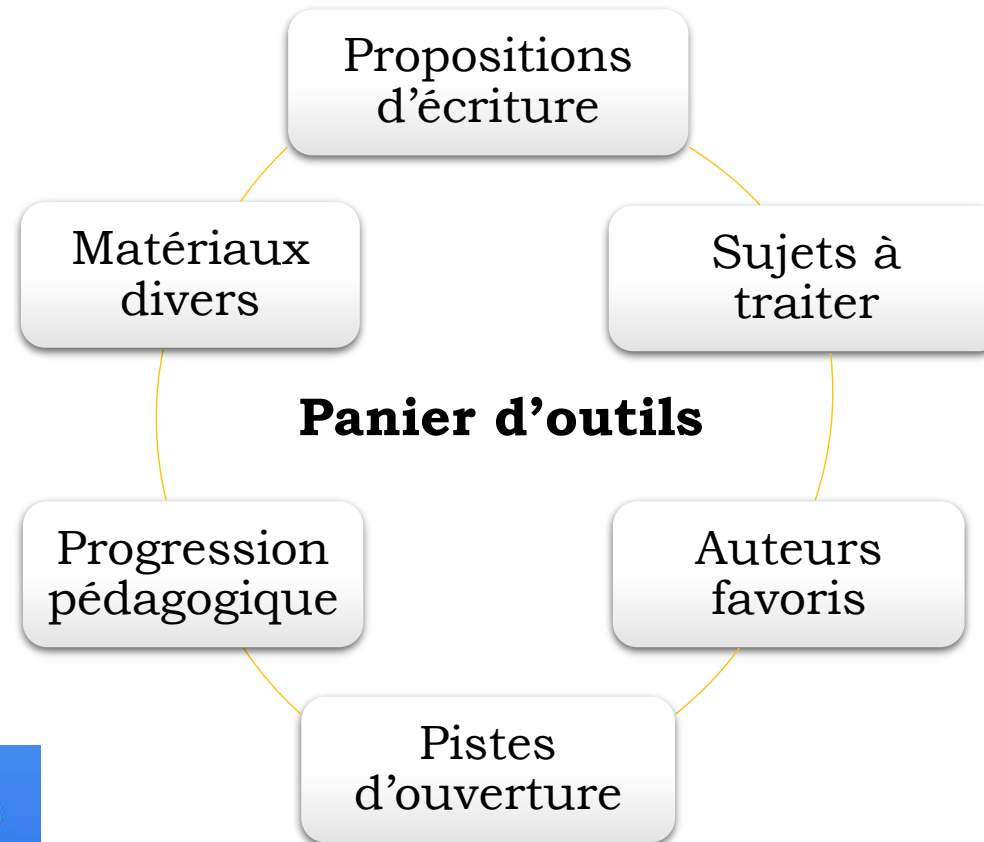 Propositions
d’écriture
Matériaux
divers
Sujets à
traiter
Panier d’outils
Progression
pédagogique
Auteurs
favoris
Pistes
d’ouverture